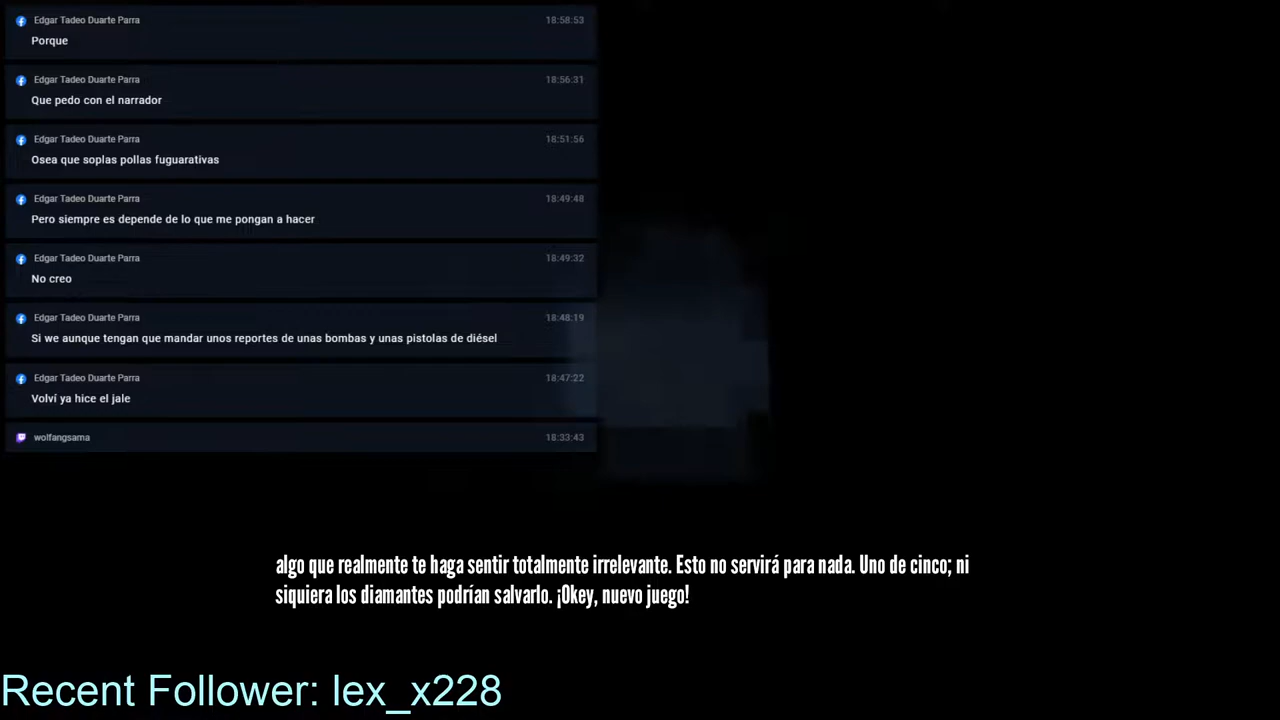 Edgar Tadeo Duarte Parra 18:58:53
Porque
Edgar Tadeo Duarte Parra 18:56:31
Que pedo con el narrador
Edgar Tadeo Duarte Parra 18:51:56
Osea que soplas pollas fuguarativas
Edgar Tadeo Duarte Parra 18:49:48
Pero siempre es depende de lo que me pongan a hacer
Edgar Tadeo Duarte Parra 18:49:32
No creo
Edgar Tadeo Duarte Parra 18:48:19
Si we aunque tengan que mandar unos reportes de unas bombas y unas pistolas de diésel
Edgar Tadeo Duarte Parra 18:47:22
Volví ya hice el jale
wolfangsama 18:33:43
algo que realmente te haga sentir totalmente irrelevante. Esto no servirá para nada. Uno de cinco; ni
siquiera los diamantes podrían salvarlo. ¡Okey, nuevo juego!
Recent Follower: lex_x228